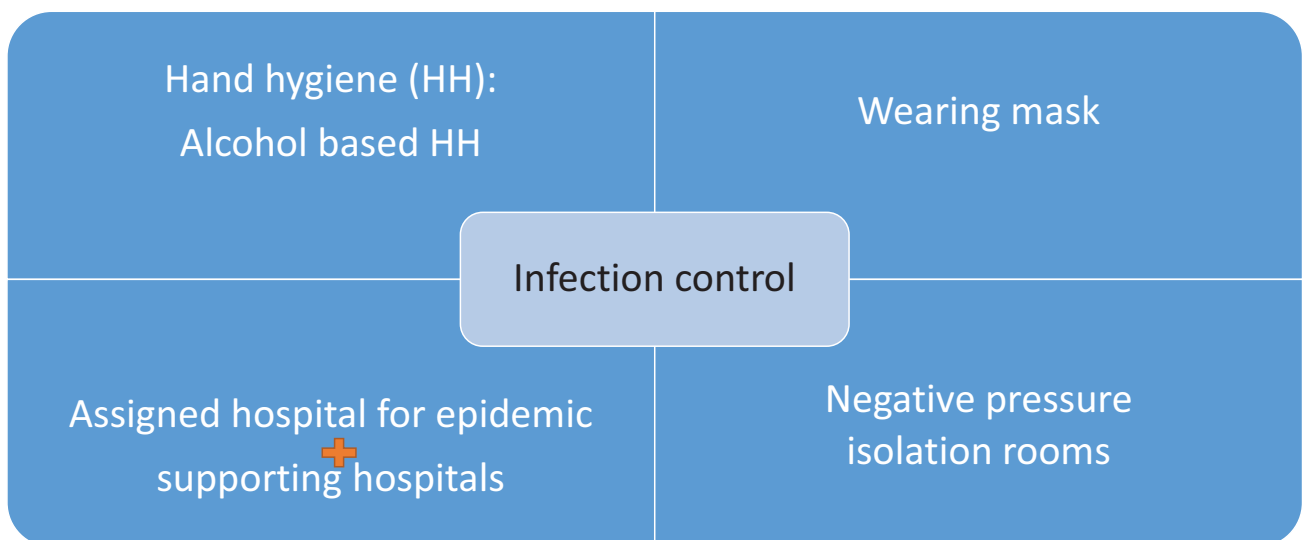 Hand hygiene (HH):
Alcohol based HH
Wearing mask
Infection control
Assigned hospital for epidemic
supporting hospitals
Negative pressure
isolation rooms